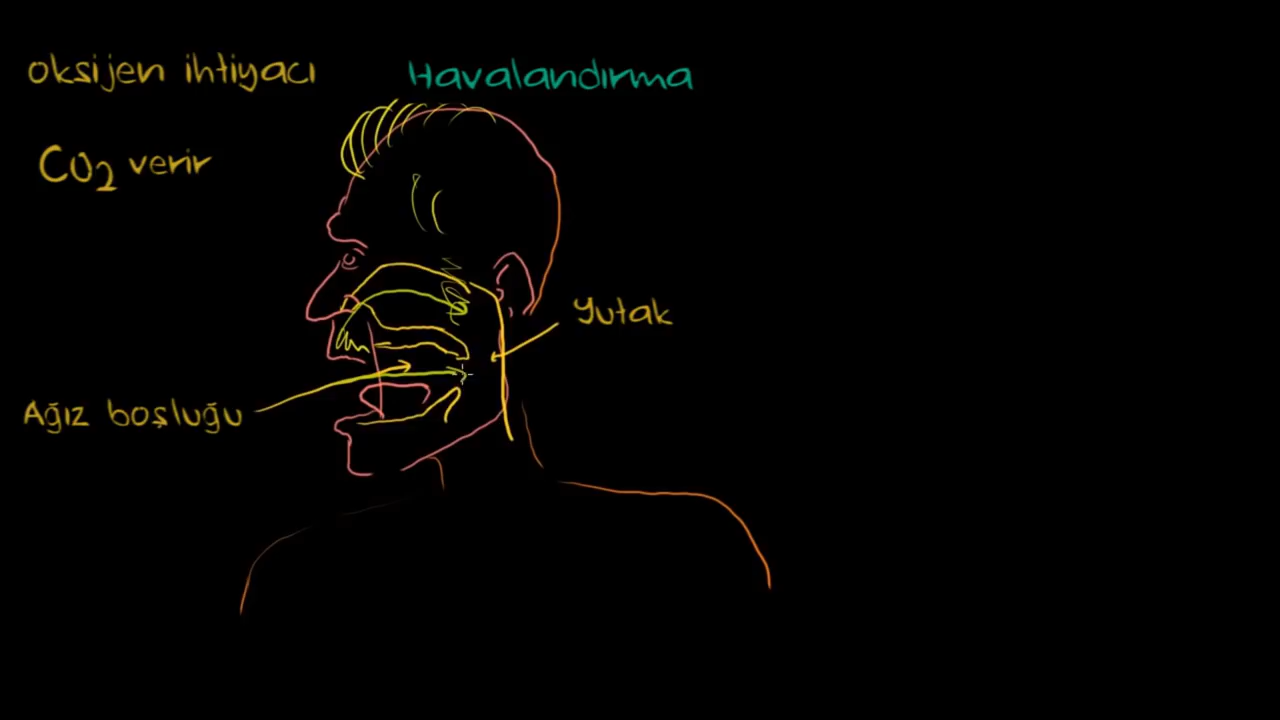 oksijen ihtiyacı
Havalandırma
CO₂ verir
Yutak
Ağız boşluğu